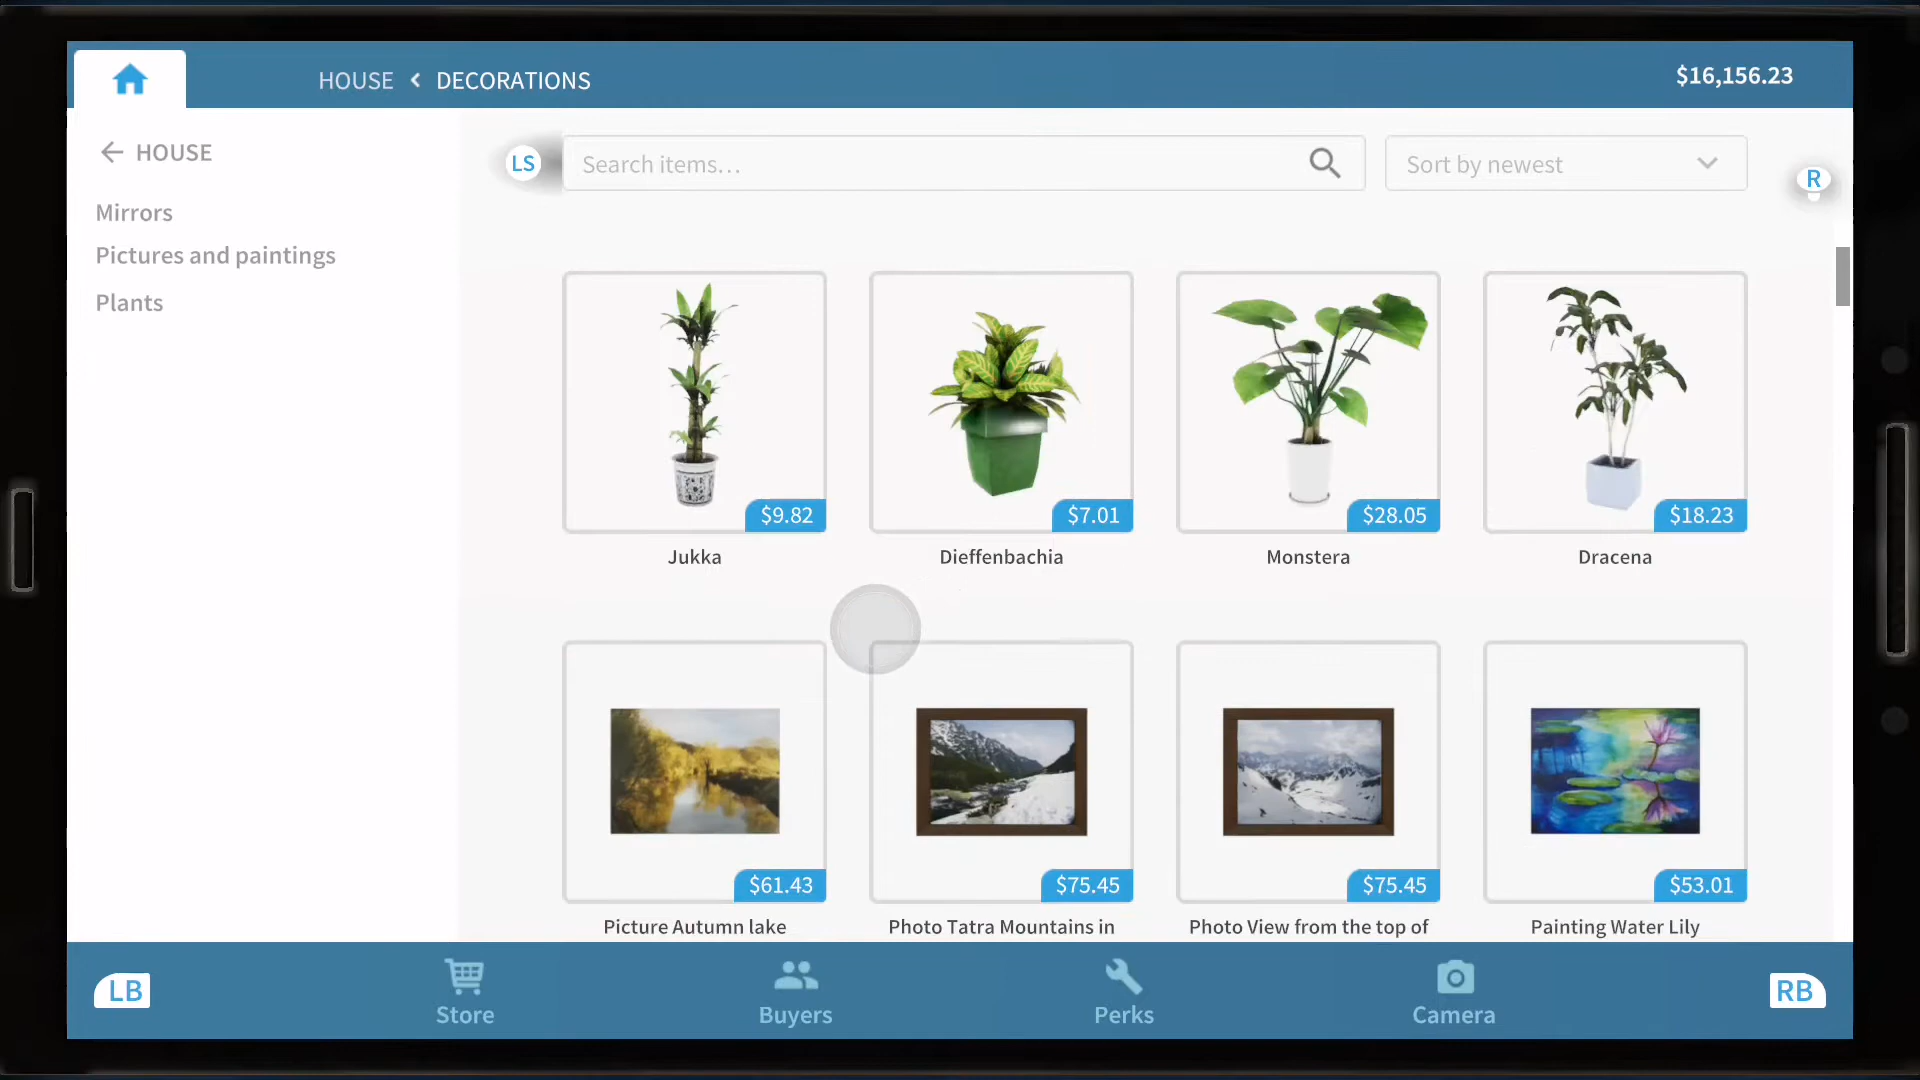 HOUSE < DECORATIONS
$16,156.23
HOUSE
Mirrors
Pictures and paintings
Plants
LS
Search items...
Sort by newest
R
$9.82
$7.01
$28.05
$18.23
Jukka
Dieffenbachia
Monstera
Dracena
$61.43
$75.45
$75.45
$53.01
Picture Autumn lake
Photo Tatra Mountains in
Photo View from the top of
Painting Water Lily
LB
Store
Buyers
Perks
Camera
RB